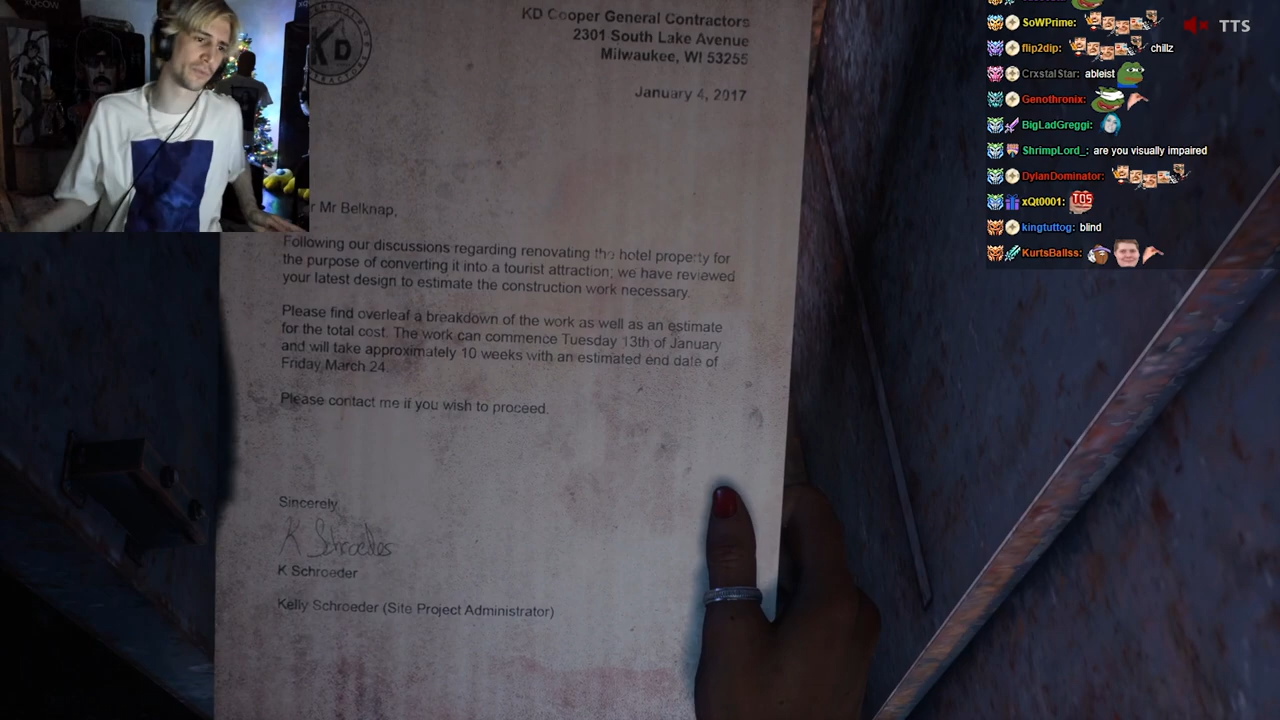 KD Cooper General Contractors
2301 South Lake Avenue
Milwaukee, WI 53255
January 4, 2017
KD
r Mr Belknap,
Following our discussions regarding renovating the hotel property for
the purpose of converting it into a tourist attraction; we have reviewed
your latest design to estimate the construction work necessary.
Please find overleaf a breakdown of the work as well as an estimate
for the total cost. The work can commence Tuesday 13th of January
and will take approximately 10 weeks with an estimated end date of
Friday March 24.
Please contact me if you wish to proceed.
Sincerely,
K Schroeder
K Schroeder
Kelly Schroeder (Site Project Administrator)
TTS
SoWPrime:
flip2dip: chillz
CrxstalStar: ableist
Genothronix:
BigLadGreggi:
ShrimpLord_: are you visually impaired
DylanDominator:
xQt0001: TOS
kingtuttog: blind
KurtsBaliss: